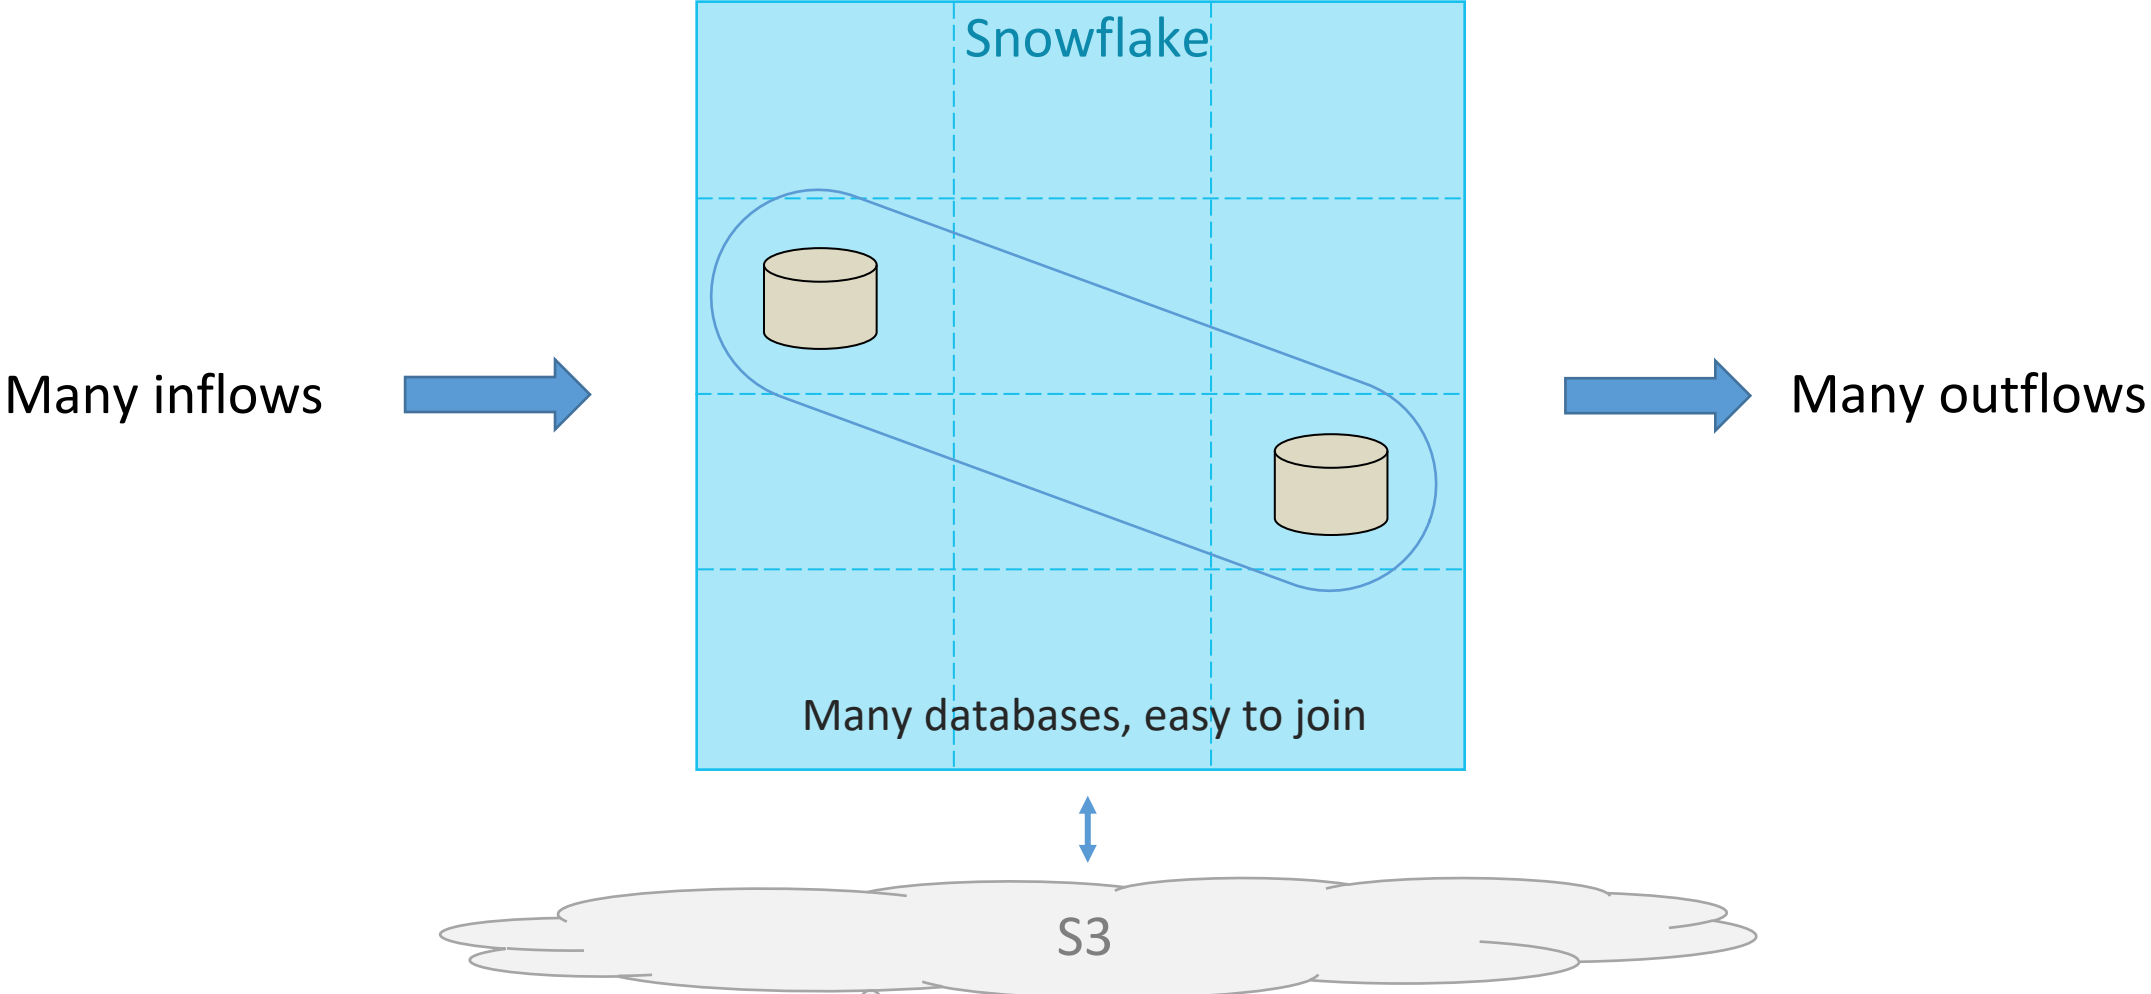 Snowflake
Many inflows
Many outflows
Many databases, easy to join
S3